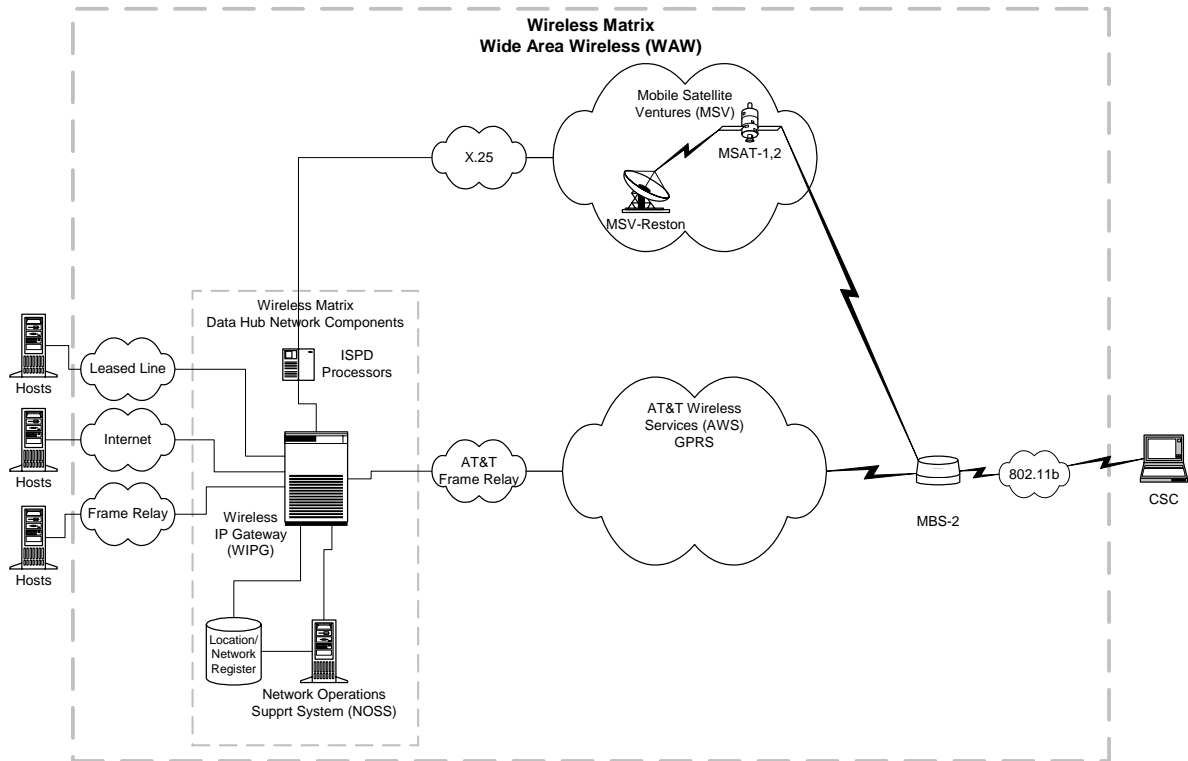 Wireless Matrix
Wide Area Wireless (WAW)
Mobile Satellite
Ventures (MSV)
X.25
MSAT-1,2
MSV-Reston
Wireless Matrix
Data Hub Network Components
ISPD
Processors
Hosts
Leased Line
Hosts
Internet
Hosts
Frame Relay
Wireless
IP Gateway
(WIPG)
AT&T
Frame Relay
AT&T Wireless
Services (AWS)
GPRS
MBS-2
802.11b
CSC
Location/
Network
Register
Network Operations
Supprt System (NOSS)